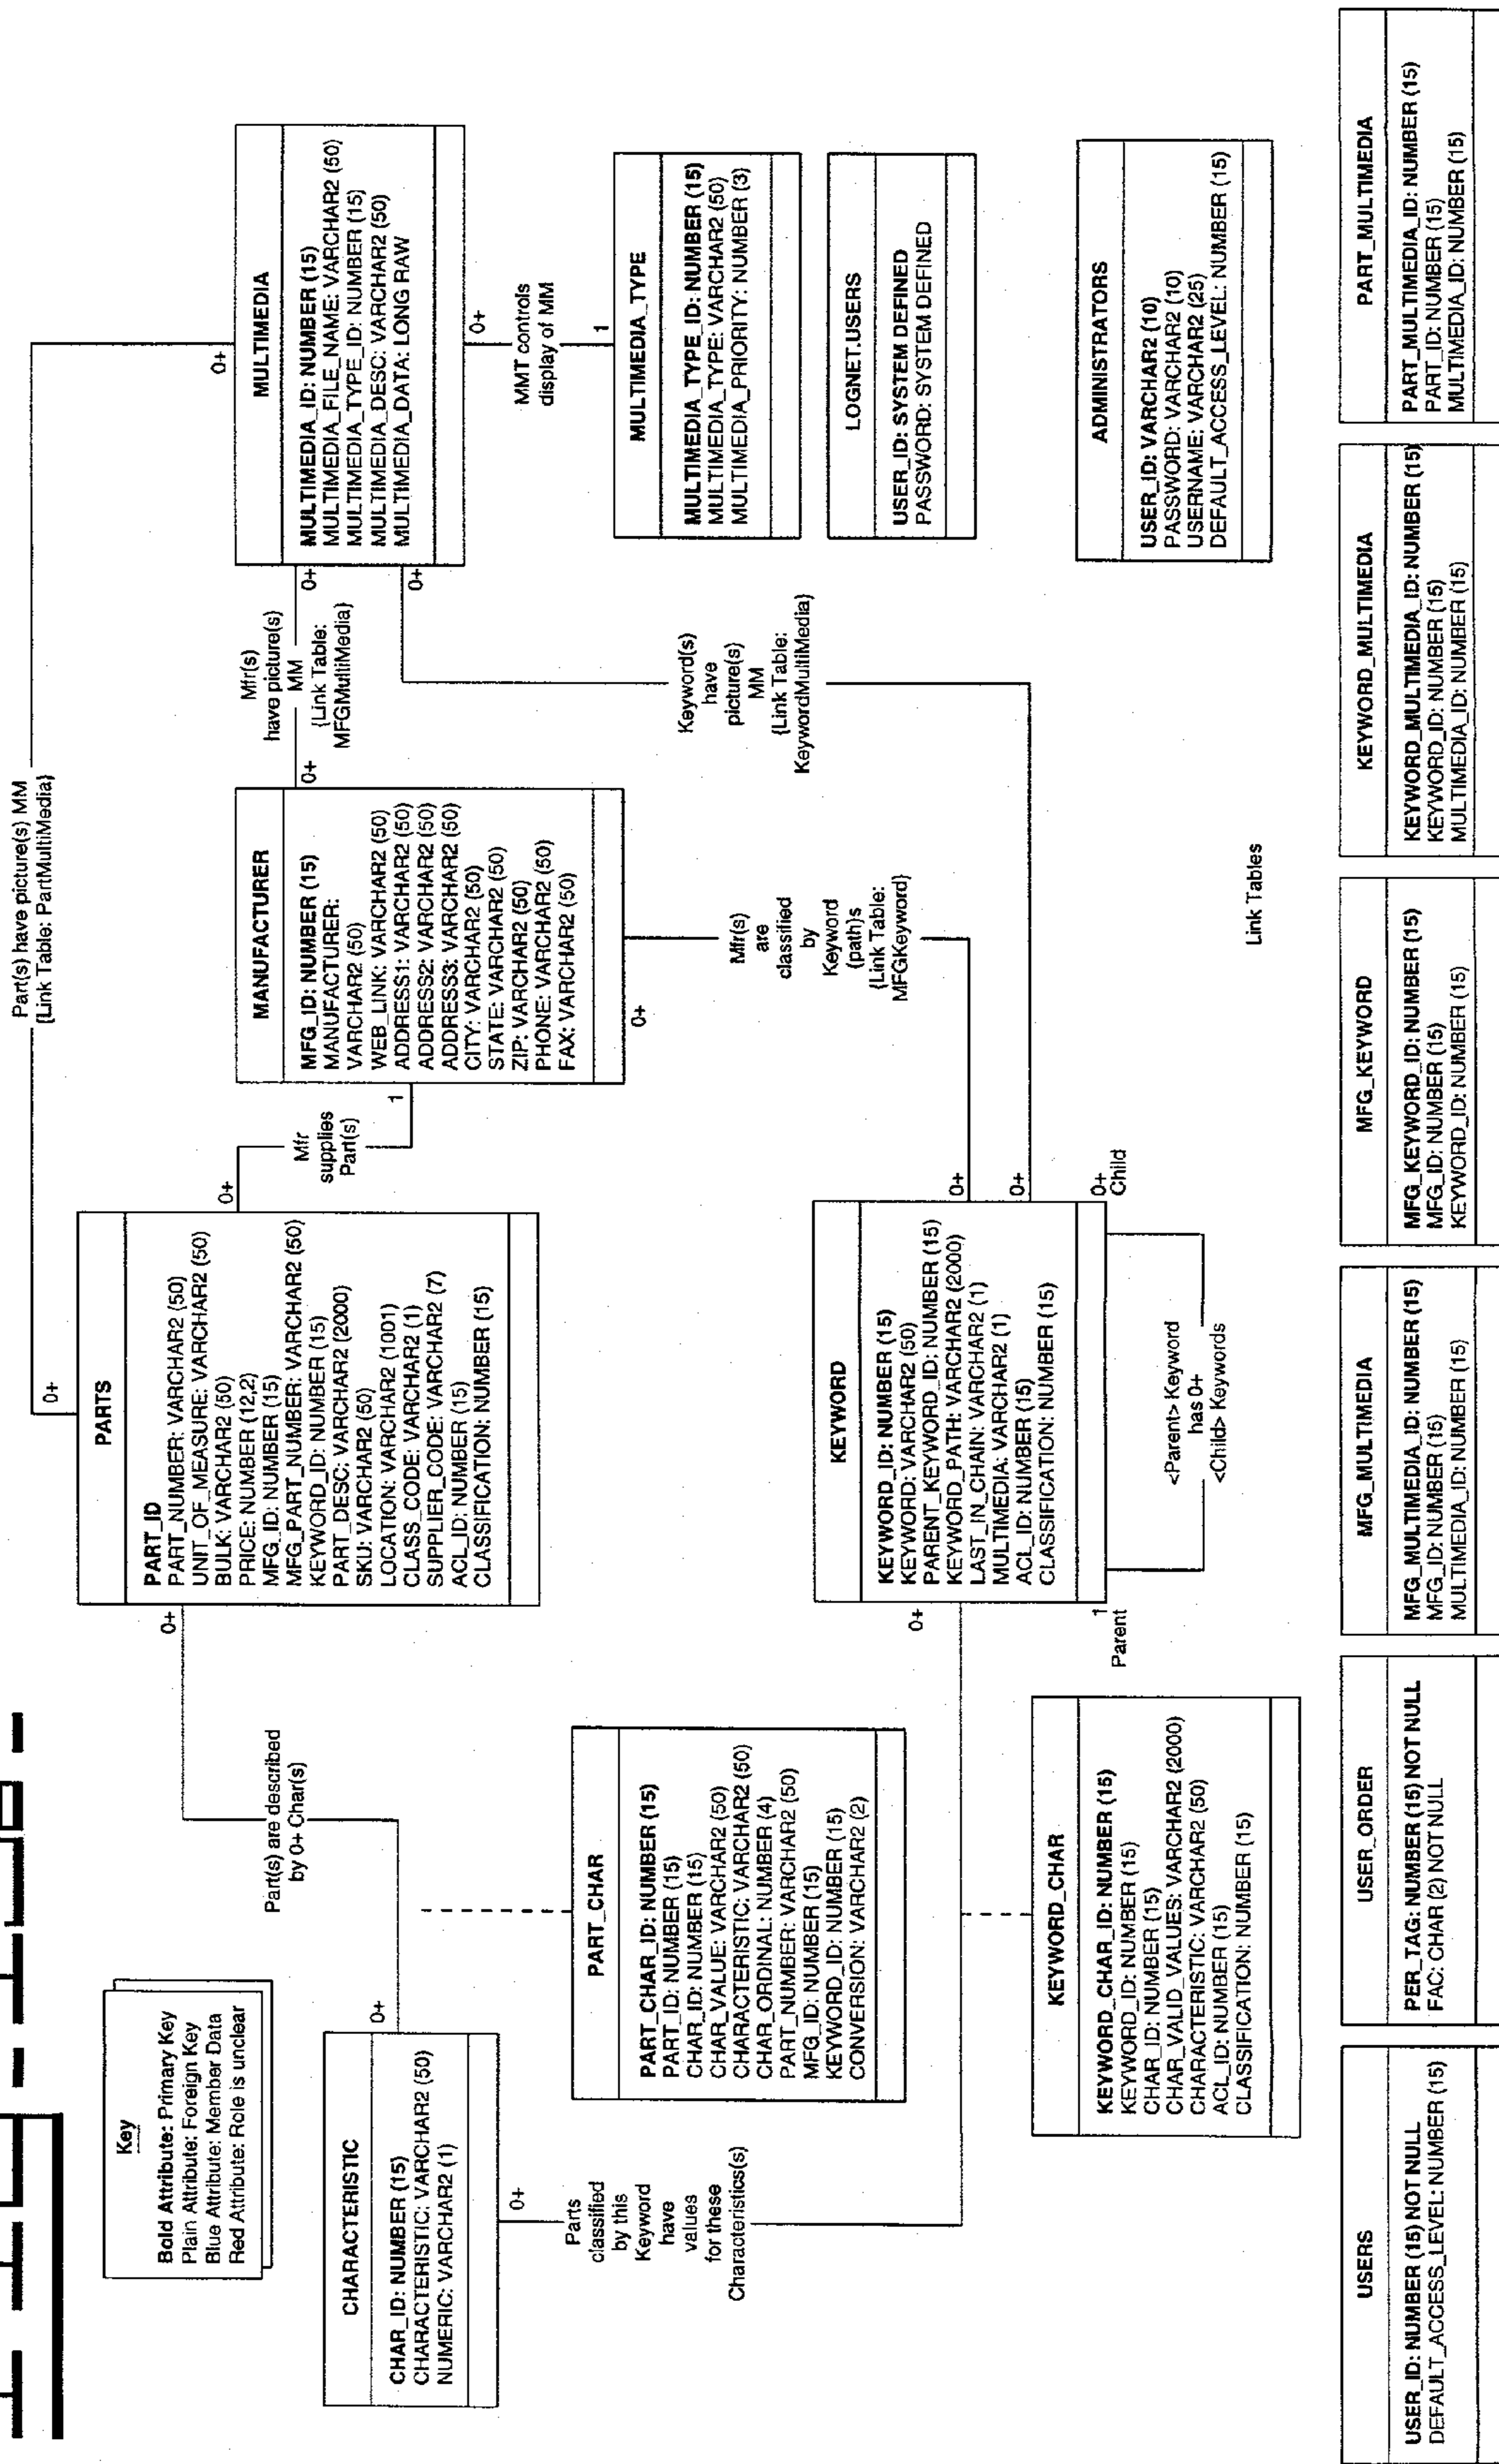 Part(s) have picture(s) MM
{Link Table: PartMultiMedia}
0+
0+
Key
Bold Attribute: Primary Key
Plain Attribute: Foreign Key
Blue Attribute: Member Data
Red Attribute: Role is unclear
Part(s) are described
by 0+ Char(s)
0+
0+
PARTS
PART_ID
PART_NUMBER: VARCHAR2 (50)
UNIT_OF_MEASURE: VARCHAR2 (50)
BULK: VARCHAR2 (50)
PRICE: NUMBER (12,2)
MFG_ID: NUMBER (15)
MFG_PART_NUMBER: VARCHAR2 (50)
KEYWORD_ID: NUMBER (15)
PART_DESC: VARCHAR2 (2000)
SKU: VARCHAR2 (50)
LOCATION: VARCHAR2 (1001)
CLASS_CODE: VARCHAR2 (1)
SUPPLIER_CODE: VARCHAR2 (7)
ACL_ID: NUMBER (15)
CLASSIFICATION: NUMBER (15)
0+
Mfr
supplies
Part(s)
1
MANUFACTURER
MFG_ID: NUMBER (15)
MANUFACTURER:
VARCHAR2 (50)
WEB_LINK: VARCHAR2 (50)
ADDRESS1: VARCHAR2 (50)
ADDRESS2: VARCHAR2 (50)
ADDRESS3: VARCHAR2 (50)
CITY: VARCHAR2 (50)
STATE: VARCHAR2 (50)
ZIP: VARCHAR2 (50)
PHONE: VARCHAR2 (50)
FAX: VARCHAR2 (50)
0+
0+
Mfr(s)
have picture(s)
MM
{Link Table:
MFGMultiMedia}
0+
0+
MULTIMEDIA
MULTIMEDIA_ID: NUMBER (15)
MULTIMEDIA_FILE_NAME: VARCHAR2 (50)
MULTIMEDIA_TYPE_ID: NUMBER (15)
MULTIMEDIA_DESC: VARCHAR2 (50)
MULTIMEDIA_DATA: LONG RAW
0+
MMT controls
display of MM
1
CHARACTERISTIC
CHAR_ID: NUMBER (15)
CHARACTERISTIC: VARCHAR2 (50)
NUMERIC: VARCHAR2 (1)
0+
Parts
classified
by this
Keyword
have
values
for these
Characteristics(s)
PART_CHAR
PART_CHAR_ID: NUMBER (15)
PART_ID: NUMBER (15)
CHAR_ID: NUMBER (15)
CHAR_VALUE: VARCHAR2 (50)
CHARACTERISTIC: VARCHAR2 (50)
CHAR_ORDINAL: NUMBER (4)
PART_NUMBER: VARCHAR2 (50)
MFG_ID: NUMBER (15)
KEYWORD_ID: NUMBER (15)
CONVERSION: VARCHAR2 (2)
Mfr(s)
are
classified
by
Keyword
(path)s
{Link Table:
MFGKeyword}
Keyword(s)
have
picture(s)
MM
{Link Table:
KeywordMultiMedia}
MULTIMEDIA_TYPE
MULTIMEDIA_TYPE_ID: NUMBER (15)
MULTIMEDIA_TYPE: VARCHAR2 (50)
MULTIMEDIA_PRIORITY: NUMBER (3)
LOGNET.USERS
USER_ID: SYSTEM DEFINED
PASSWORD: SYSTEM DEFINED
KEYWORD
KEYWORD_ID: NUMBER (15)
KEYWORD: VARCHAR2 (50)
PARENT_KEYWORD_ID: NUMBER (15)
KEYWORD_PATH: VARCHAR2 (2000)
LAST_IN_CHAIN: VARCHAR2 (1)
MULTIMEDIA: VARCHAR2 (1)
ACL_ID: NUMBER (15)
CLASSIFICATION: NUMBER (15)
0+
0+
0+
1
Parent
0+
Child
<Parent> Keyword
has 0+
<Child> Keywords
KEYWORD_CHAR
KEYWORD_CHAR_ID: NUMBER (15)
KEYWORD_ID: NUMBER (15)
CHAR_ID: NUMBER (15)
CHAR_VALID_VALUES: VARCHAR2 (2000)
CHARACTERISTIC: VARCHAR2 (50)
ACL_ID: NUMBER (15)
CLASSIFICATION: NUMBER (15)
ADMINISTRATORS
USER_ID: VARCHAR2 (10)
PASSWORD: VARCHAR2 (10)
USERNAME: VARCHAR2 (25)
DEFAULT_ACCESS_LEVEL: NUMBER (15)
Link Tables
USERS
USER_ID: NUMBER (15) NOT NULL
DEFAULT_ACCESS_LEVEL: NUMBER (15)
USER_ORDER
PER_TAG: NUMBER (15) NOT NULL
FAC: CHAR (2) NOT NULL
MFG_MULTIMEDIA
MFG_MULTIMEDIA_ID: NUMBER (15)
MFG_ID: NUMBER (15)
MULTIMEDIA_ID: NUMBER (15)
MFG_KEYWORD
MFG_KEYWORD_ID: NUMBER (15)
MFG_ID: NUMBER (15)
KEYWORD_ID: NUMBER (15)
KEYWORD_MULTIMEDIA
KEYWORD_MULTIMEDIA_ID: NUMBER (15)
KEYWORD_ID: NUMBER (15)
MULTIMEDIA_ID: NUMBER (15)
PART_MULTIMEDIA
PART_MULTIMEDIA_ID: NUMBER (15)
PART_ID: NUMBER (15)
MULTIMEDIA_ID: NUMBER (15)